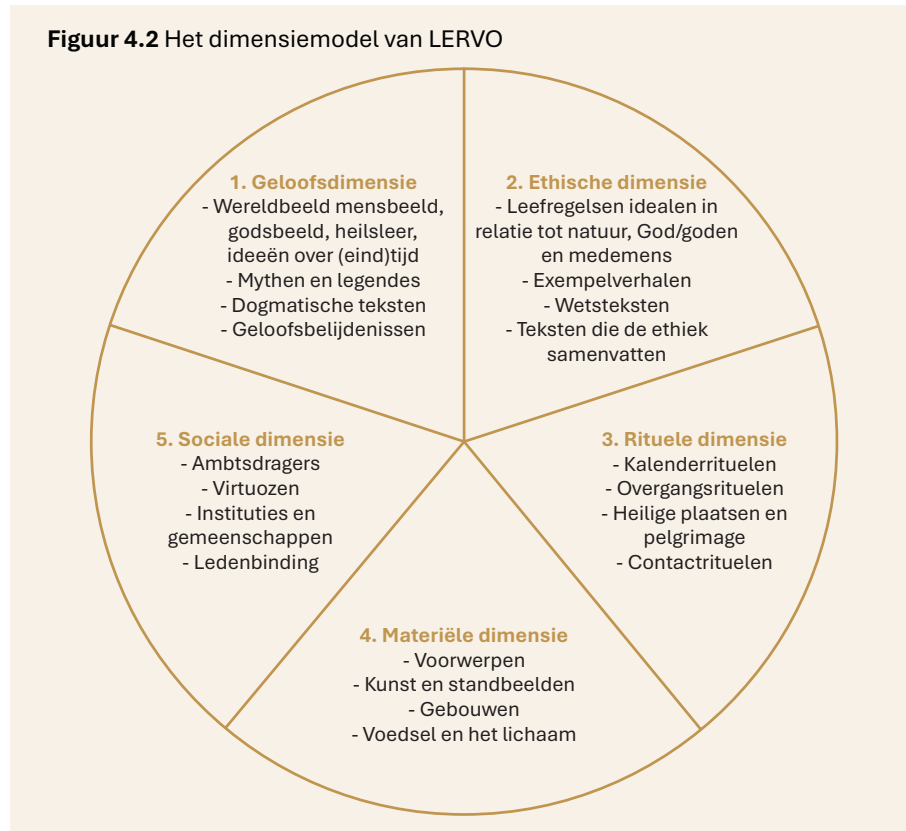 Figuur 4.2 Het dimensiemodel van LERVO
1. Geloofsdimensie
- Wereldbeeld mensbeeld,
godsbeeld, heilsleer,
ideeën over (eind)tijd
- Mythen en legendes
- Dogmatische teksten
- Geloofsbelijdenissen
2. Ethische dimensie
- Leefregelsen idealen in
relatie tot natuur, God/goden
en medemens
- Exempelverhalen
- Wetsteksten
- Teksten die de ethiek
samenvatten
3. Rituele dimensie
- Kalenderrituelen
- Overgangsrituelen
- Heilige plaatsen en
pelgrimage
- Contactrituelen
4. Materiële dimensie
- Voorwerpen
- Kunst en standbeelden
- Gebouwen
- Voedsel en het lichaam
5. Sociale dimensie
- Ambtsdragers
- Virtuozen
- Instituties en
gemeenschappen
- Ledenbinding